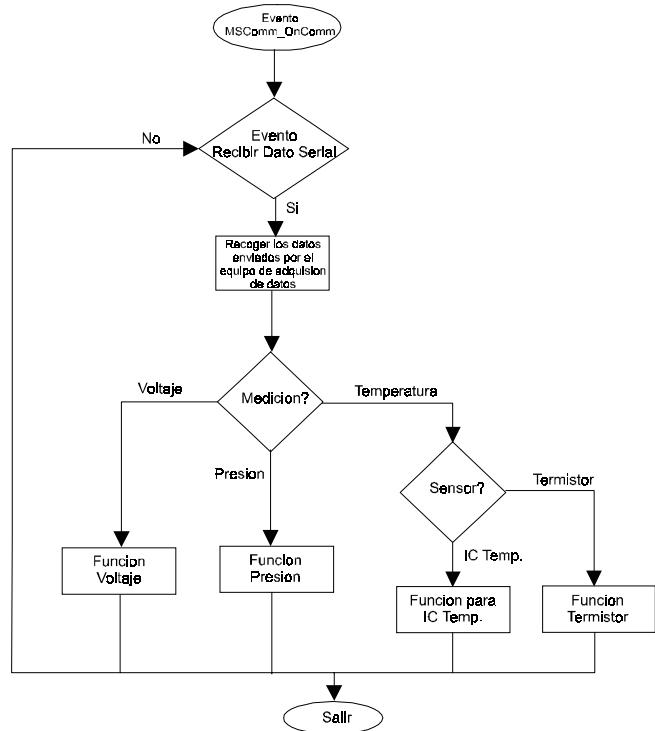 Evento
MSComm_OnComm
No
Evento
Recibir Dato Serial
Si
Recoger los datos
enviados por el
equipo de adquision
de datos
Voltaje
Medicion?
Temperatura
Presion
Sensor?
Termistor
IC Temp.
Funcion
Voltaje
Funcion
Presion
Funcion para
IC Temp.
Funcion
Termistor
Salir